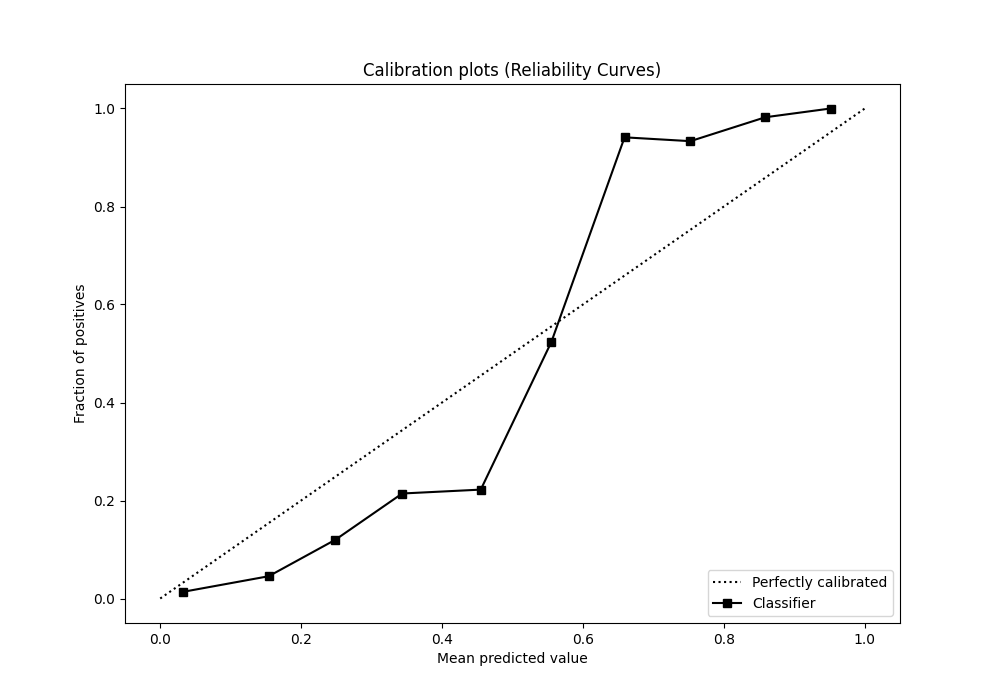 Calibration plots (Reliability Curves)
Fraction of positives
1.0
0.8
0.6
0.4
0.2
0.0
0.0 0.2 0.4 0.6 0.8 1.0
Mean predicted value
Perfectly calibrated
Classifier